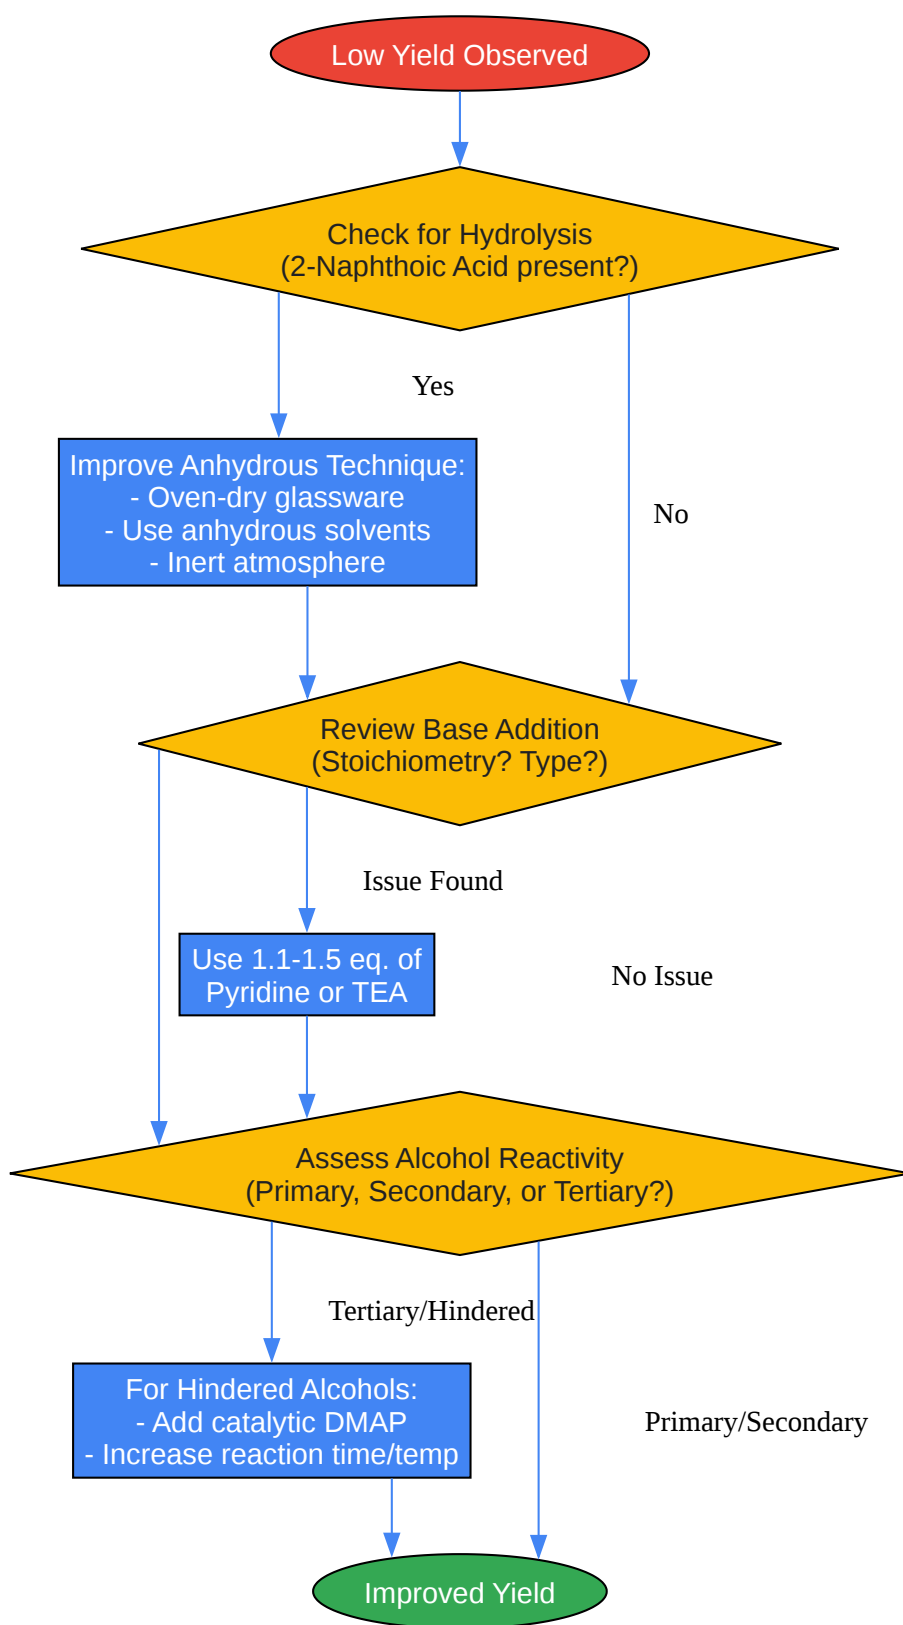 Low Yield Observed
Check for Hydrolysis
(2-Naphthoic Acid present?)
Yes
Improve Anhydrous Technique:
- Oven-dry glassware
- Use anhydrous solvents
- Inert atmosphere
No
Review Base Addition
(Stoichiometry? Type?)
Issue Found
Use 1.1-1.5 eq. of
Pyridine or TEA
No Issue
Assess Alcohol Reactivity
(Primary, Secondary, or Tertiary?)
Tertiary/Hindered
For Hindered Alcohols:
- Add catalytic DMAP
- Increase reaction time/temp
Primary/Secondary
Improved Yield